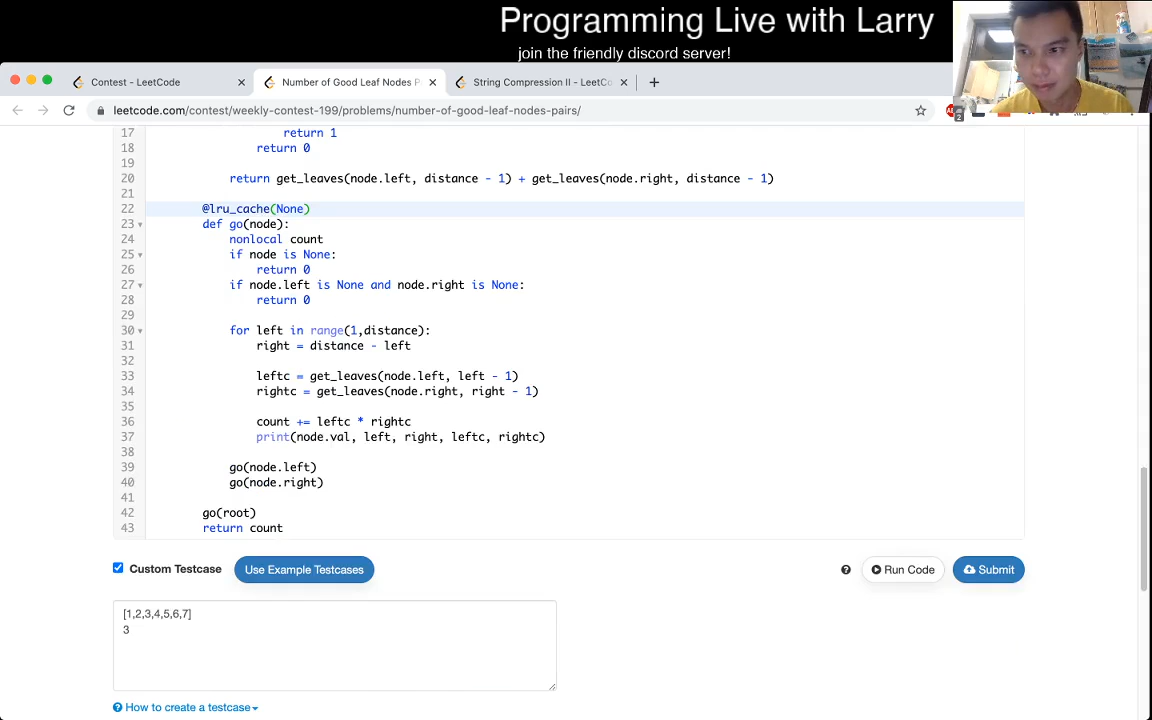 Programming Live with Larry
join the friendly discord server!
Contest - LeetCode
Number of Good Leaf Nodes P
String Compression II - LeetCo
leetcode.com/contest/weekly-contest-199/problems/number-of-good-leaf-nodes-pairs/
2
17 return 1
18 return 0
19
20 return get_leaves(node.left, distance - 1) + get_leaves(node.right, distance - 1)
21
22 @lru_cache(None)
23 def go(node):
24 nonlocal count
25 if node is None:
26 return 0
27 if node.left is None and node.right is None:
28 return 0
29
30 for left in range(1,distance):
31 right = distance - left
32
33 leftc = get_leaves(node.left, left - 1)
34 rightc = get_leaves(node.right, right - 1)
35
36 count += leftc * rightc
37 print(node.val, left, right, leftc, rightc)
38
39 go(node.left)
40 go(node.right)
41
42 go(root)
43 return count
Custom Testcase
Use Example Testcases
Run Code
Submit
[1,2,3,4,5,6,7]
3
How to create a testcase